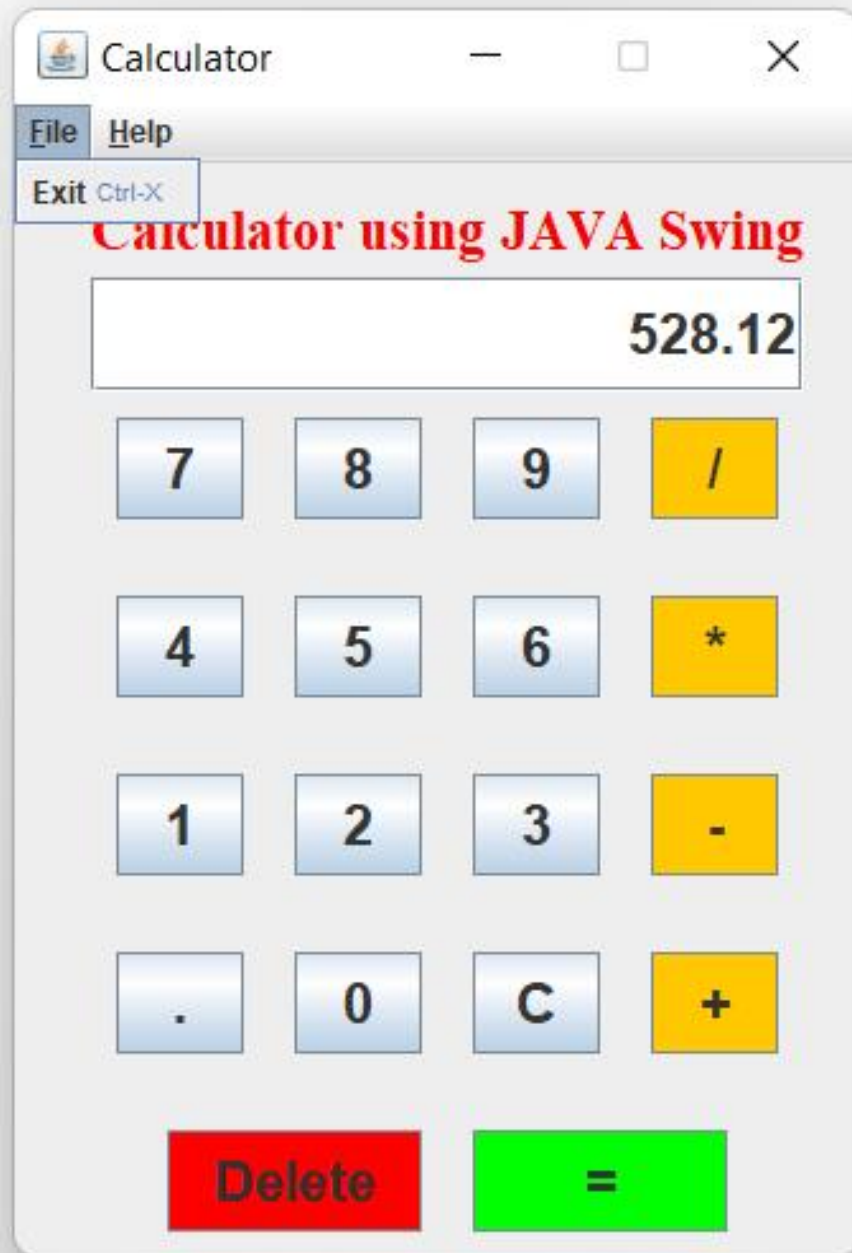 Calculator
File Help
Exit Ctrl-X
Calculator using JAVA Swing
528.12
7 8 9 /
4 5 6 *
1 2 3 -
. 0 C +
Delete =